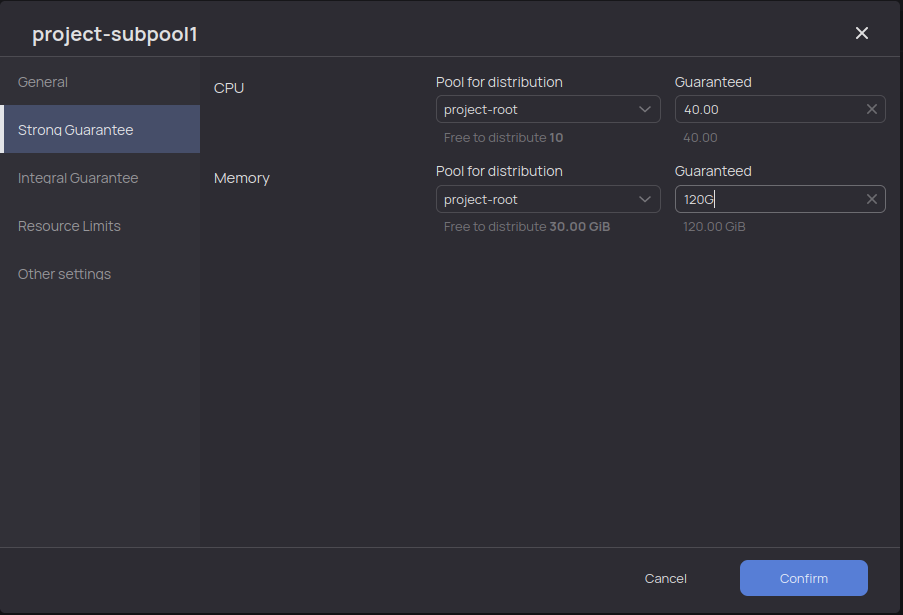 project-subpool1
General
Strong Guarantee
Integral Guarantee
Resource Limits
Other settings
CPU
Pool for distribution
Guaranteed
project-root
40.00
Free to distribute 10
40.00
Memory
Pool for distribution
Guaranteed
project-root
120G
Free to distribute 30.00 GiB
120.00 GiB
Cancel
Confirm